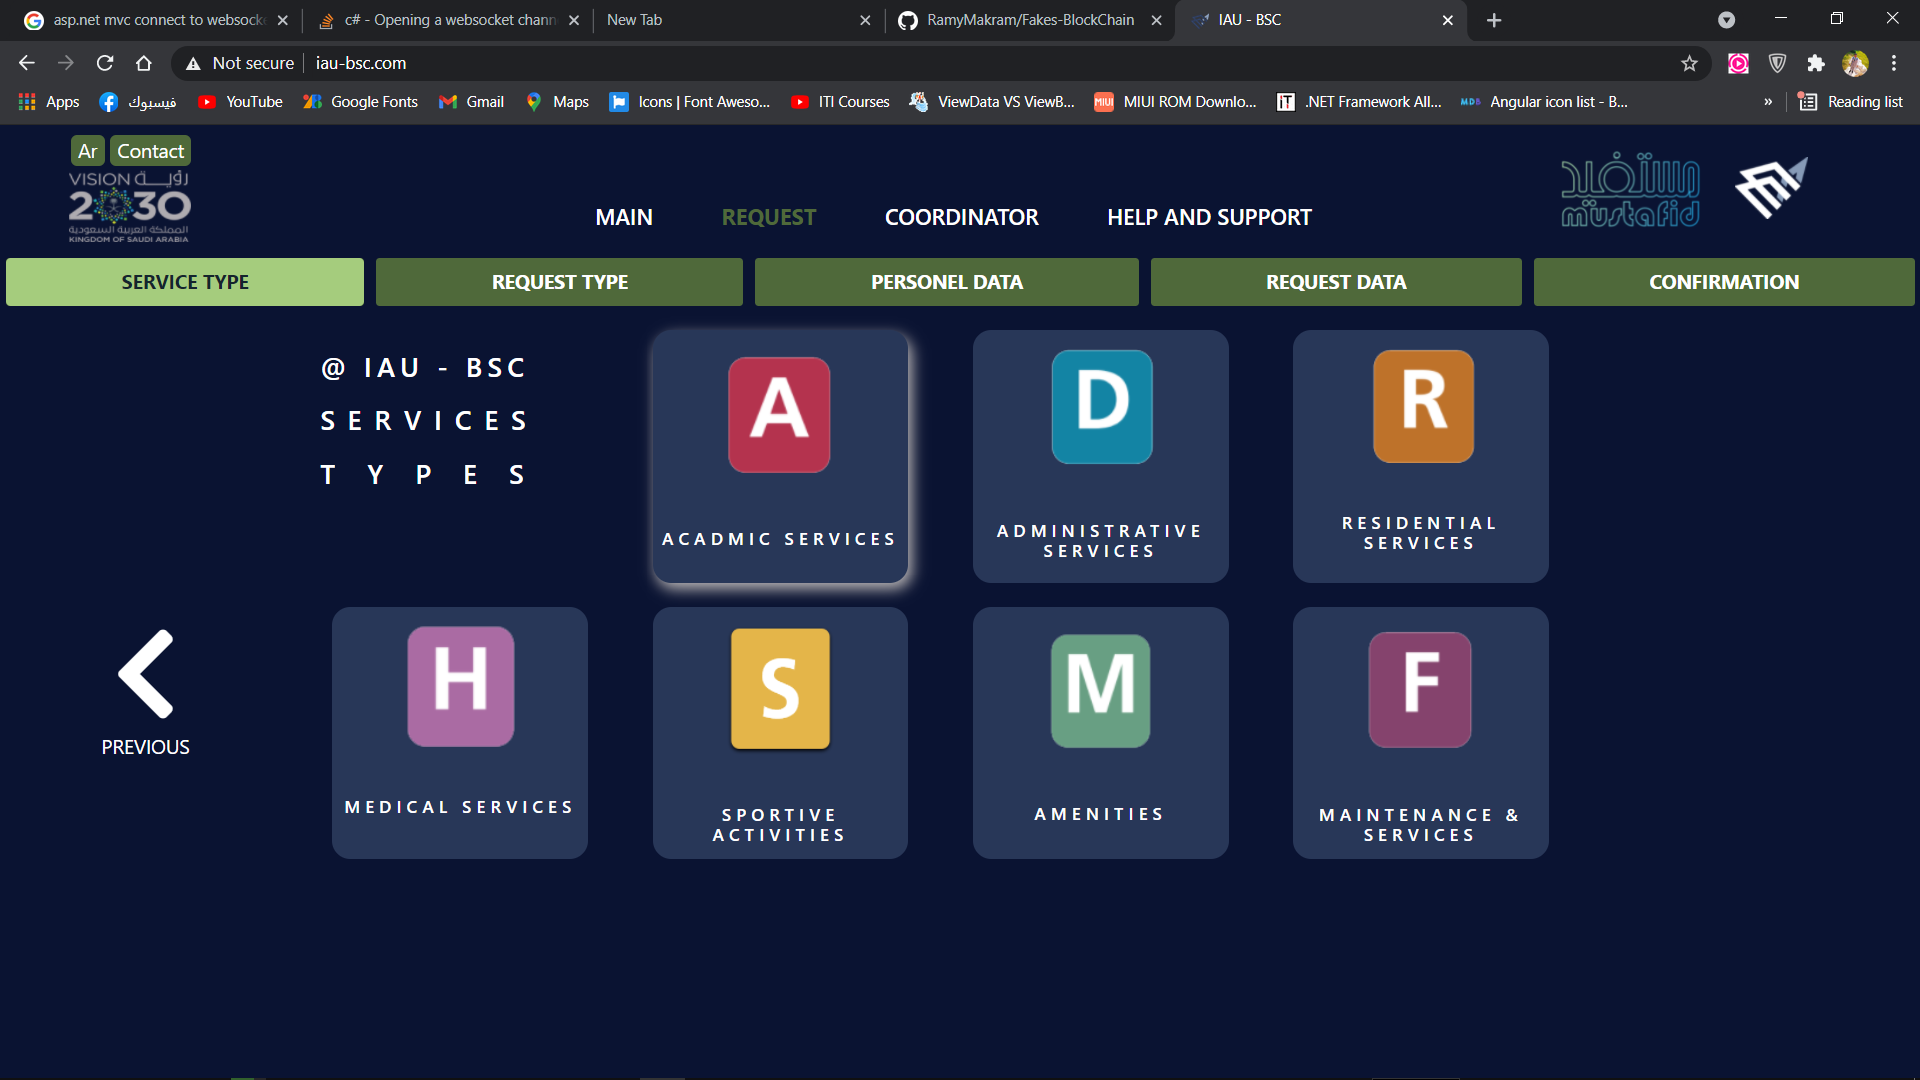 asp.net mvc connect to websocke
c# - Opening a websocket chann
New Tab
RamyMakram/Fakes-BlockChain
IAU - BSC
Not secure
iau-bsc.com
Apps
فيسبوك
YouTube
Google Fonts
Gmail
Maps
Icons | Font Aweso...
ITI Courses
ViewData VS ViewB...
MIUI ROM Downlo...
.NET Framework All...
Angular icon list - B...
»
Reading list
Ar
Contact
VISION رؤيــة
2030
المملكة العربية السعودية
KINGDOM OF SAUDI ARABIA
MAIN
REQUEST
COORDINATOR
HELP AND SUPPORT
مستفيد
mustafid
SERVICE TYPE
REQUEST TYPE
PERSONEL DATA
REQUEST DATA
CONFIRMATION
@ IAU - BSC
SERVICES
TYPES
A
ACADMIC SERVICES
D
ADMINISTRATIVE
SERVICES
R
RESIDENTIAL
SERVICES
PREVIOUS
H
MEDICAL SERVICES
S
SPORTIVE
ACTIVITIES
M
AMENITIES
F
MAINTENANCE &
SERVICES